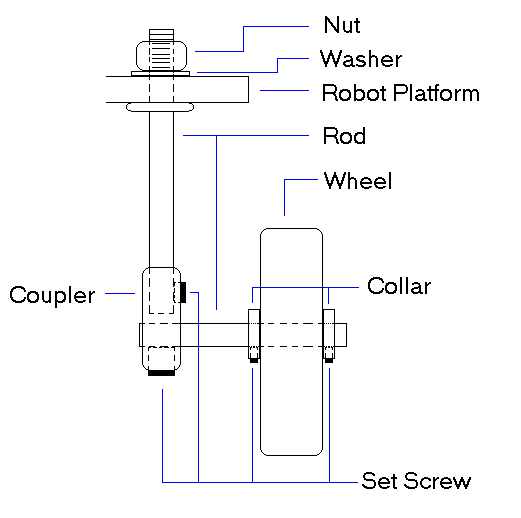 Nut
Washer
Robot Platform
Rod
Wheel
Collar
Coupler
Set Screw